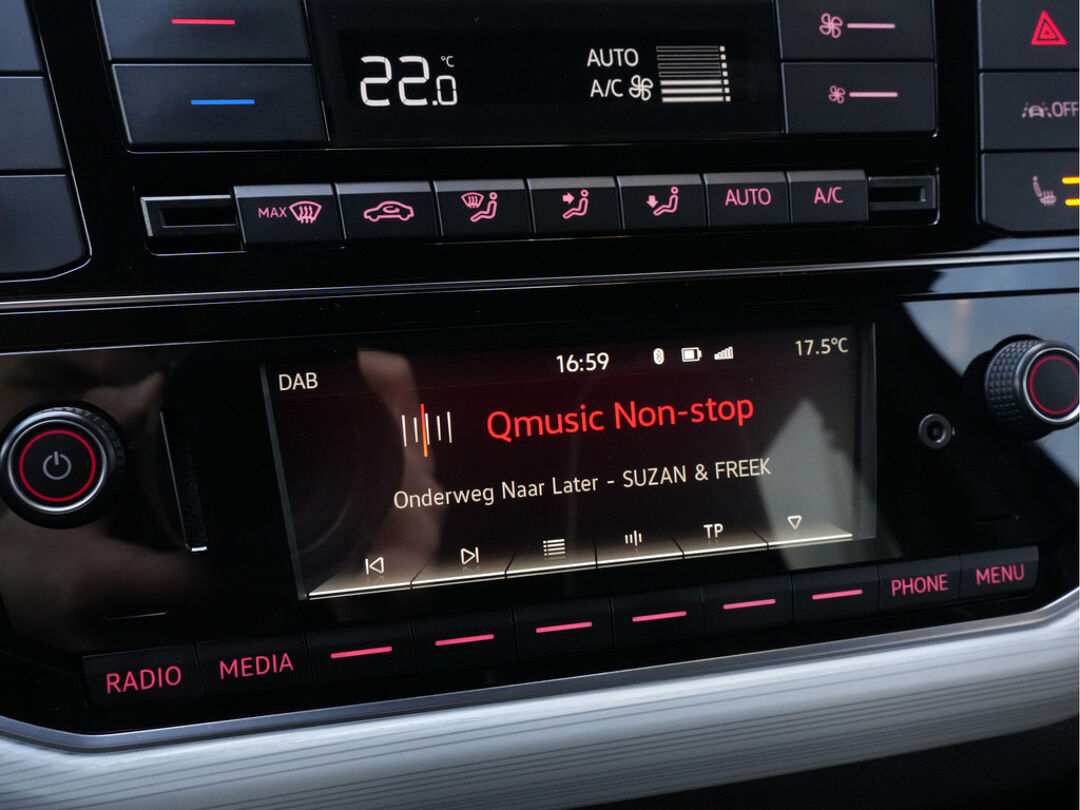 22.0 °C
AUTO
A/C
OFF
MAX
AUTO
A/C
DAB
16:59
17.5°C
Qmusic Non-stop
Onderweg Naar Later - SUZAN & FREEK
TP
RADIO
MEDIA
PHONE
MENU